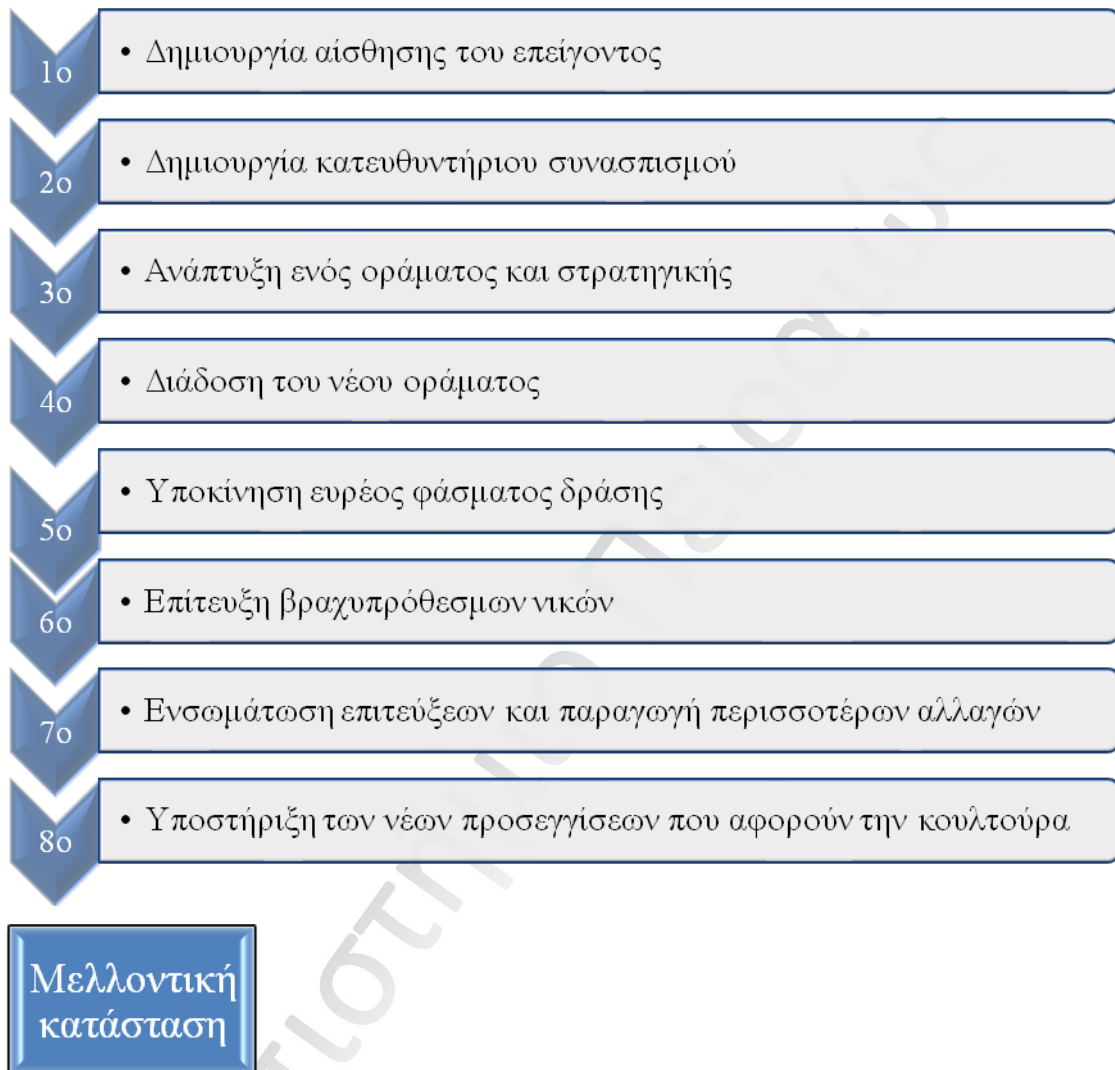 1ο
• Δημιουργία αίσθησης του επείγοντος
2ο
• Δημιουργία κατευθυντήριου συνασπισμού
3ο
• Ανάπτυξη ενός οράματος και στρατηγικής
4ο
• Διάδοση του νέου οράματος
5ο
• Υποκίνηση ευρέος φάσματος δράσης
6ο
• Επίτευξη βραχυπρόθεσμων νικών
7ο
• Ενσωμάτωση επιτεύξεων και παραγωγή περισσοτέρων αλλαγών
8ο
• Υποστήριξη των νέων προσεγγίσεων που αφορούν την κουλτούρα
Μελλοντική
κατάσταση
Πειραιώς